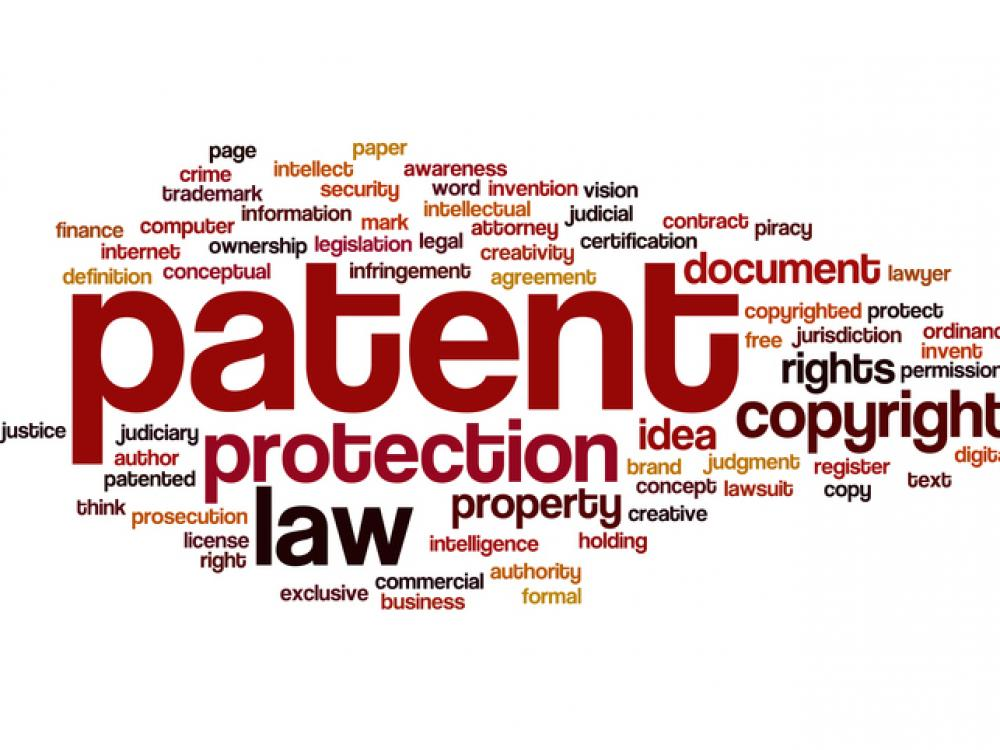 page
paper
crime
intellect
awareness
trademark
security
word
invention
vision
information
mark
intellectual
judicial
finance
computer
attorney
contract
piracy
internet
ownership
legislation
legal
creativity
certification
definition
conceptual
infringement
agreement
document
lawyer
patent
copyrighted
protect
free
jurisdiction
ordinanc
invent
rights
permission
copyright
justice
judiciary
protection
idea
author
patented
brand
judgment
register
digita
concept
lawsuit
copy
text
think
prosecution
law
property
creative
license
right
intelligence
holding
exclusive
commercial
authority
business
formal